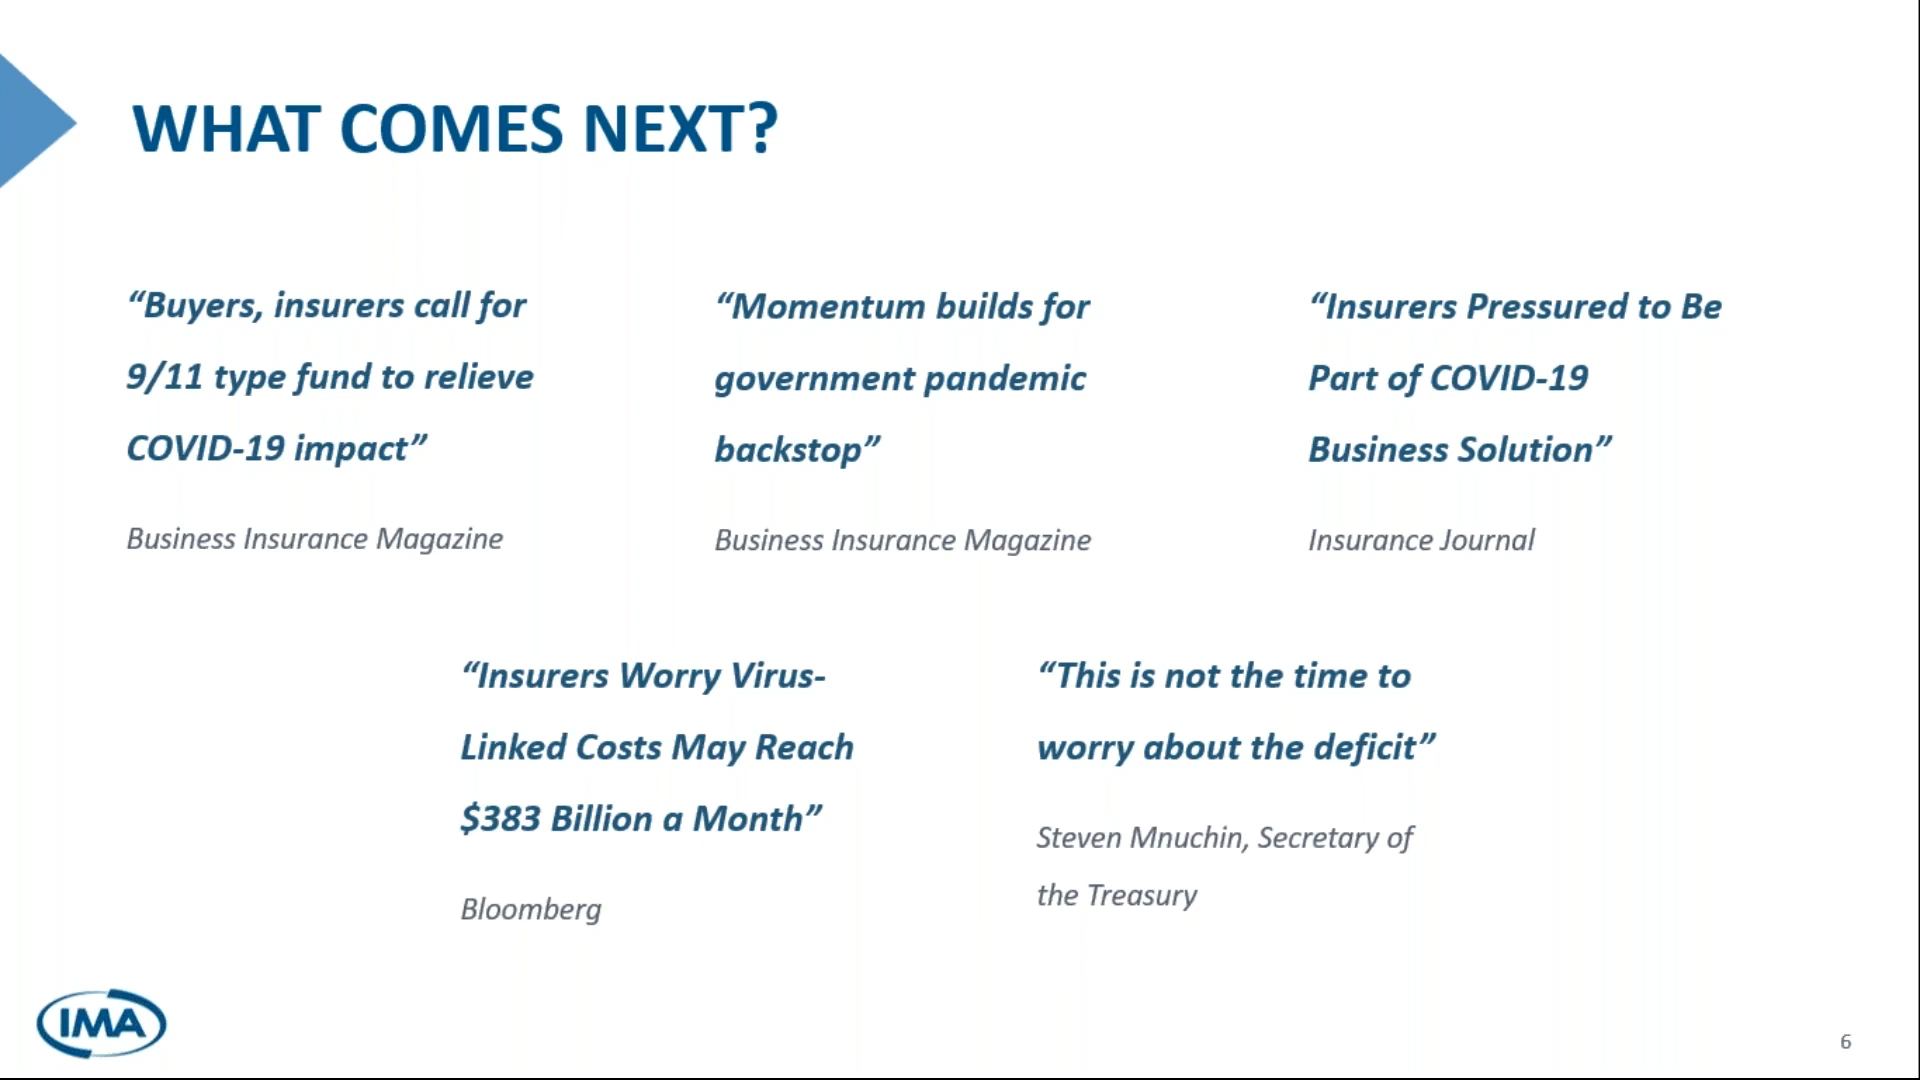 WHAT COMES NEXT?
“Buyers, insurers call for
9/11 type fund to relieve
COVID-19 impact”
Business Insurance Magazine
“Momentum builds for
government pandemic
backstop”
Business Insurance Magazine
“Insurers Pressured to Be
Part of COVID-19
Business Solution”
Insurance Journal
“Insurers Worry Virus-
Linked Costs May Reach
$383 Billion a Month”
Bloomberg
“This is not the time to
worry about the deficit”
Steven Mnuchin, Secretary of
the Treasury
IMA
6